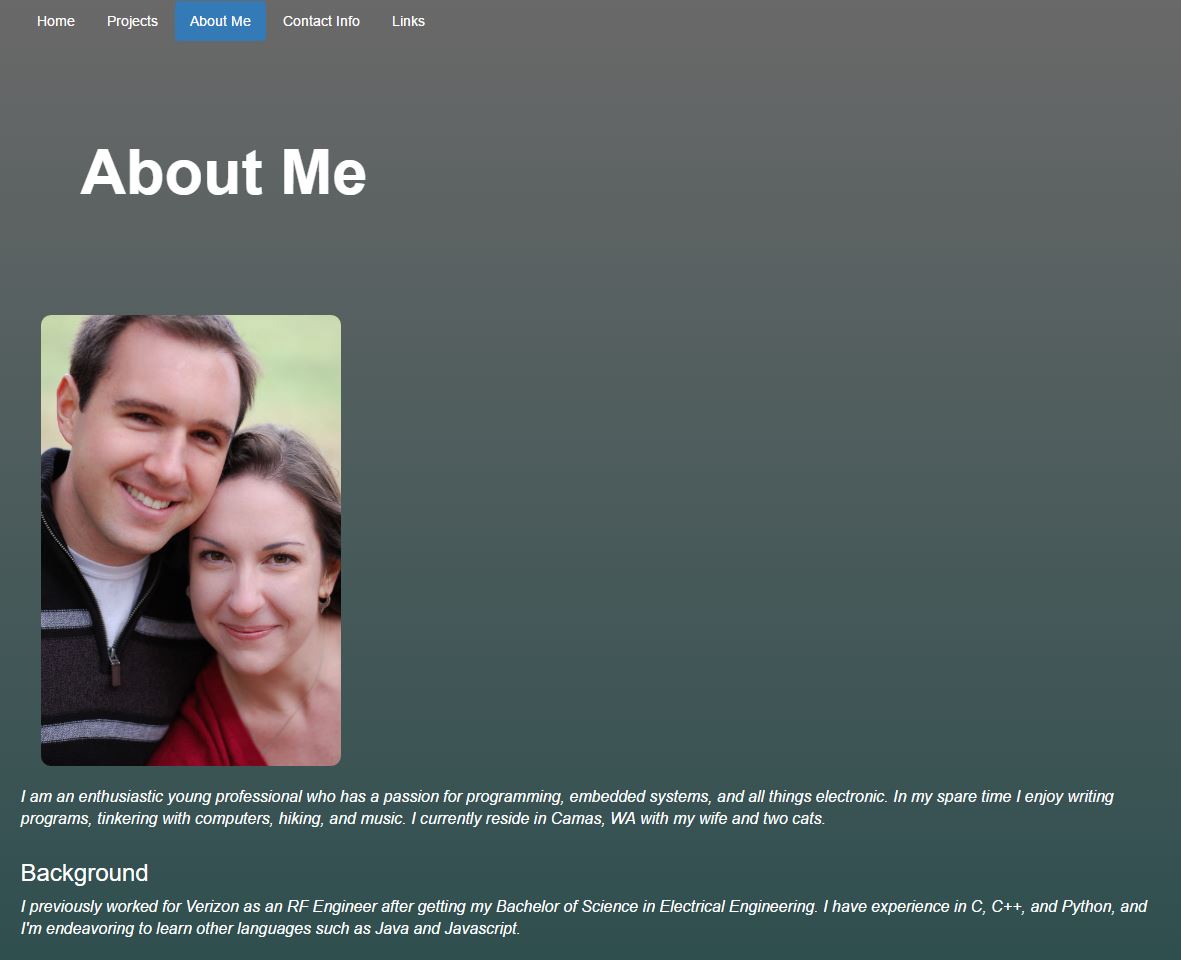 Home Projects About Me Contact Info Links
About Me
I am an enthusiastic young professional who has a passion for programming, embedded systems, and all things electronic. In my spare time I enjoy writing
programs, tinkering with computers, hiking, and music. I currently reside in Camas, WA with my wife and two cats.
Background
I previously worked for Verizon as an RF Engineer after getting my Bachelor of Science in Electrical Engineering. I have experience in C, C++, and Python, and
I'm endeavoring to learn other languages such as Java and Javascript.